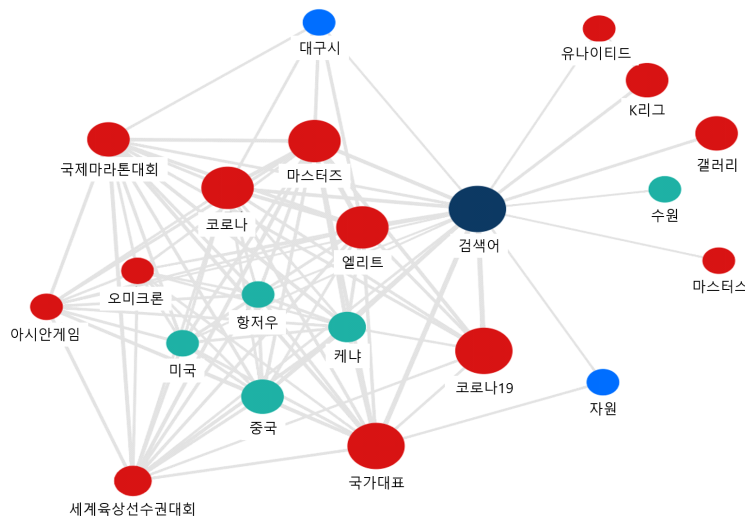 대구시
유나이티드
K리그
국제마라톤대회
마스터즈
갤러리
코로나
수원
검색어
엘리트
마스터스
오미크론
항저우
아시안게임
케냐
미국
코로나19
자원
중국
국가대표
세계육상선수권대회